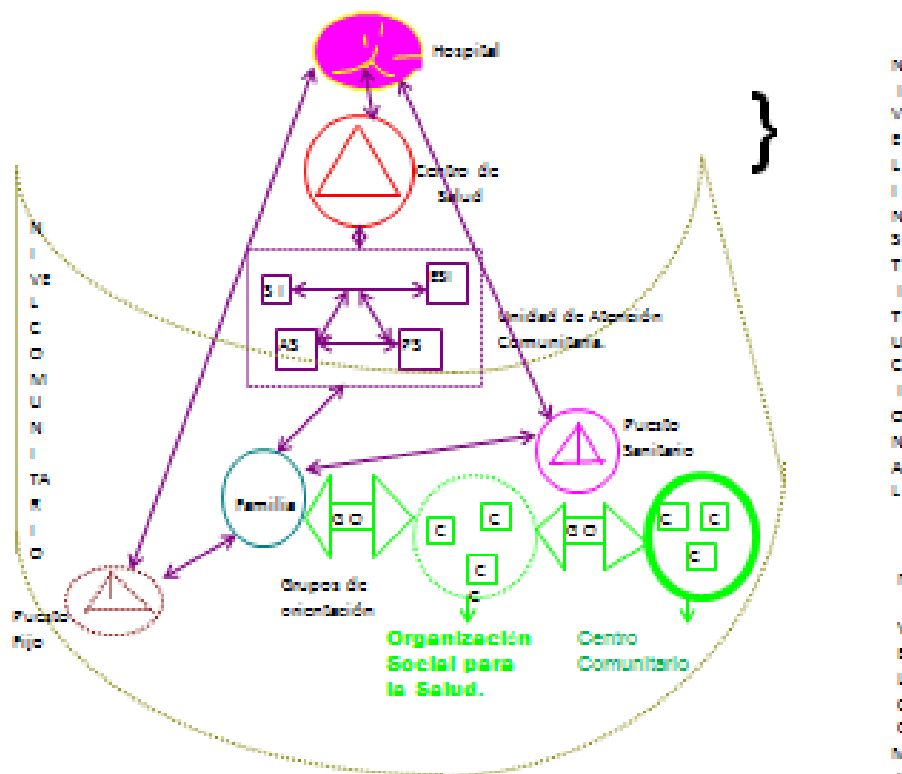 Hospital
Centro de
Salud
S I
ESI
AS
PS
Unidad de Atención
Comunitaria.
Puesto
Sanitario
Familia
G O
C
C
C
C
G O
C
C
C
Grupos de
orientación
Puesto
Fijo
Organización
Social para
la Salud.
Centro
Comunitario
N
I
VE
L
C
O
M
U
N
I
TA
R
I
O
}
N
I
V
E
L
I
N
S
T
I
T
U
C
I
O
N
A
L